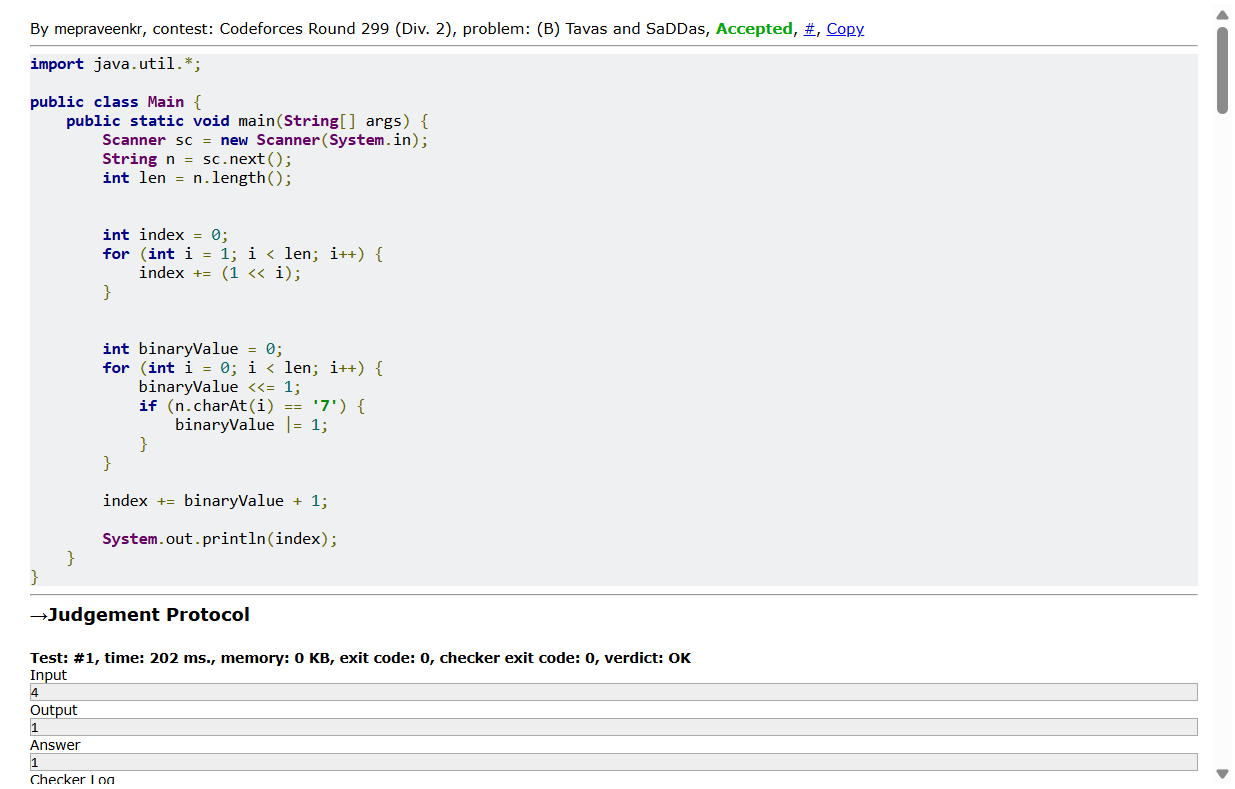 By mepraveenkr, contest: Codeforces Round 299 (Div. 2), problem: (B) Tavas and SaDDas, Accepted, #, Copy
import java.util.*;
public class Main {
    public static void main(String[] args) {
        Scanner sc = new Scanner(System.in);
        String n = sc.next();
        int len = n.length();
        int index = 0;
        for (int i = 1; i < len; i++) {
            index += (1 << i);
        }
        int binaryValue = 0;
        for (int i = 0; i < len; i++) {
            binaryValue <<= 1;
            if (n.charAt(i) == '7') {
                binaryValue |= 1;
            }
        }
        index += binaryValue + 1;
        System.out.println(index);
    }
}
→Judgement Protocol
Test: #1, time: 202 ms., memory: 0 KB, exit code: 0, checker exit code: 0, verdict: OK
Input
4
Output
1
Answer
1
Checker Log